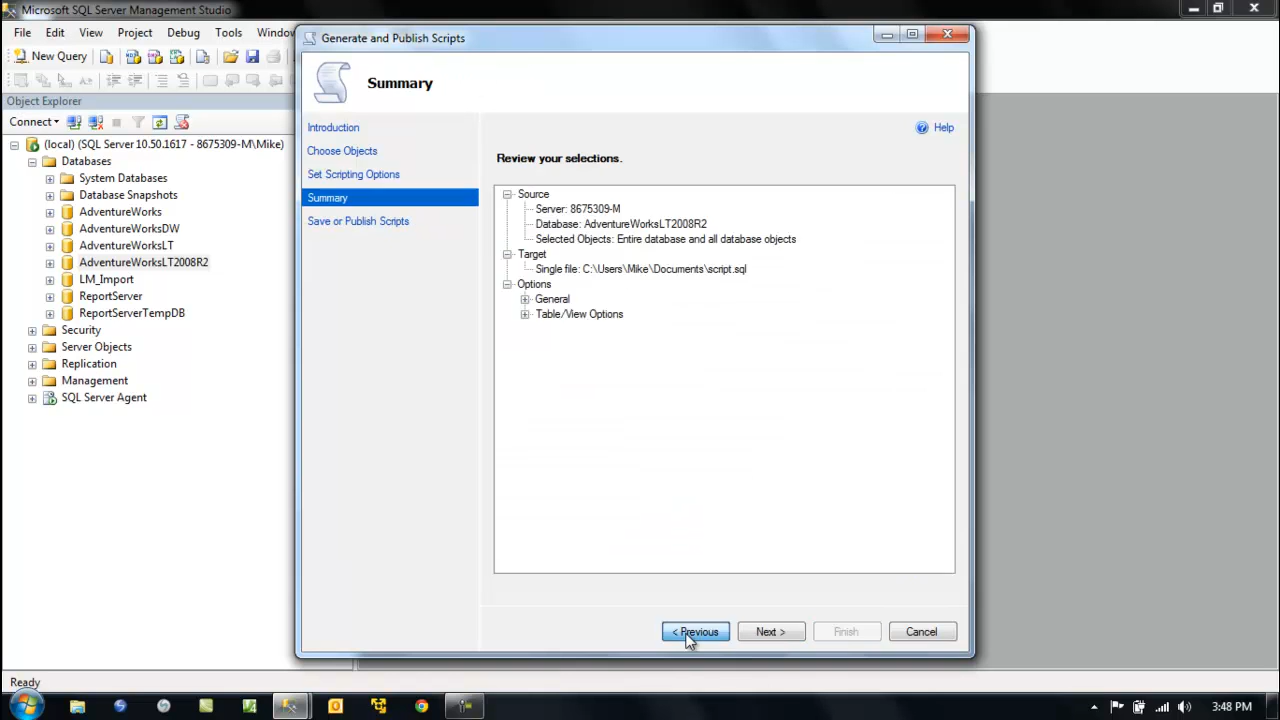 Microsoft SQL Server Management Studio
File Edit View Project Debug Tools Window
New Query
Object Explorer
Connect
(local) (SQL Server 10.50.1617 - 8675309-M\Mike)
Databases
System Databases
Database Snapshots
AdventureWorks
AdventureWorksDW
AdventureWorksLT
AdventureWorksLT2008R2
LM_Import
ReportServer
ReportServerTempDB
Security
Server Objects
Replication
Management
SQL Server Agent
Generate and Publish Scripts
Summary
Introduction
Choose Objects
Set Scripting Options
Summary
Save or Publish Scripts
Help
Review your selections.
Source
Server: 8675309-M
Database: AdventureWorksLT2008R2
Selected Objects: Entire database and all database objects
Target
Single file: C:\Users\Mike\Documents\script.sql
Options
General
Table/View Options
< Previous Next > Finish Cancel
Ready
3:48 PM